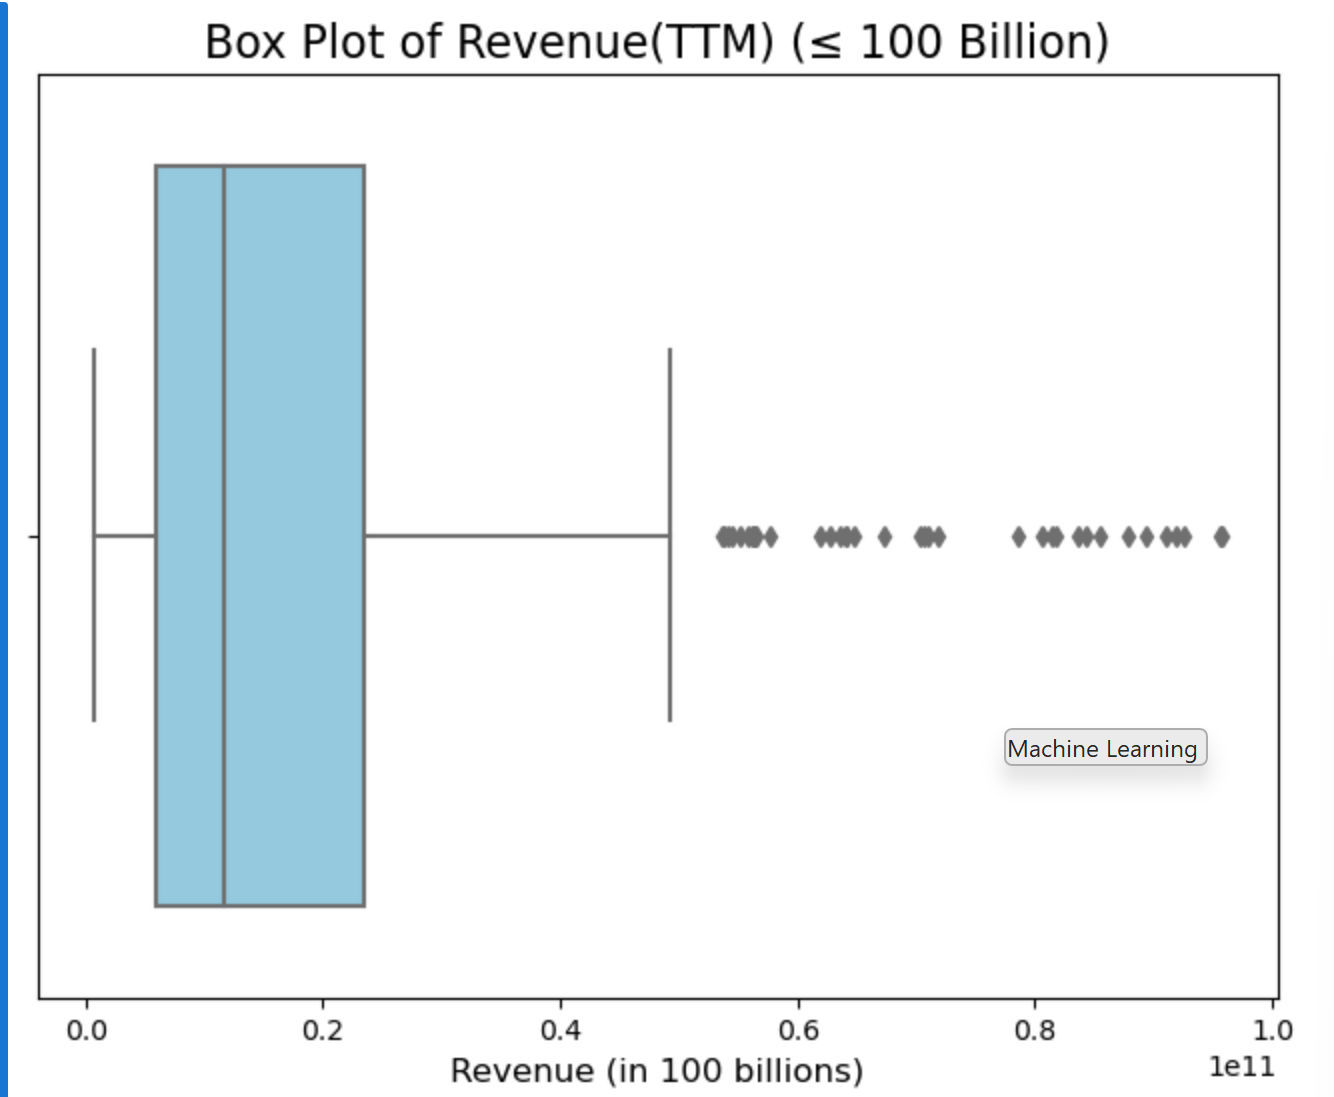 Box Plot of Revenue(TTM) (≤ 100 Billion)
Machine Learning
0.0 0.2 0.4 0.6 0.8 1.0
1e11
Revenue (in 100 billions)